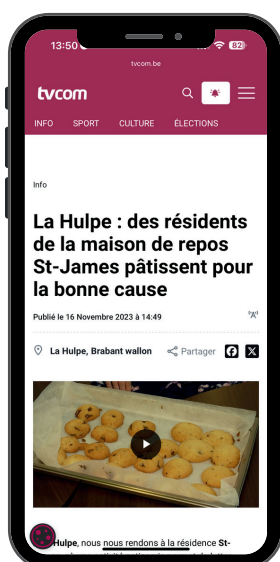 13:50
82
tvcom.be
tvcom
INFO SPORT CULTURE ÉLECTIONS
Info
La Hulpe : des résidents
de la maison de repos
St-James pâtissent pour
la bonne cause
Publié le 16 Novembre 2023 à 14:49
La Hulpe, Brabant wallon Partager
Hulpe, nous nous rendons à la résidence St-